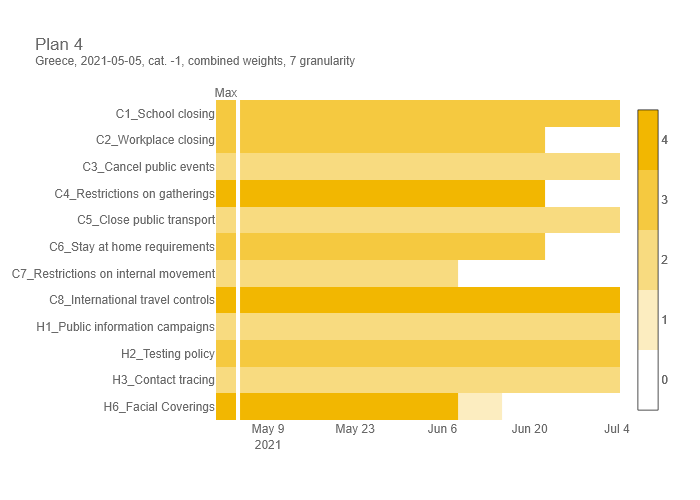 Plan 4
Greece, 2021-05-05, cat. -1, combined weights, 7 granularity
Max
C1_School closing
C2_Workplace closing
C3_Cancel public events
C4_Restrictions on gatherings
C5_Close public transport
C6_Stay at home requirements
C7_Restrictions on internal movement
C8_International travel controls
H1_Public information campaigns
H2_Testing policy
H3_Contact tracing
H6_Facial Coverings
May 9 May 23 Jun 6 Jun 20 Jul 4
2021
4
3
2
1
0